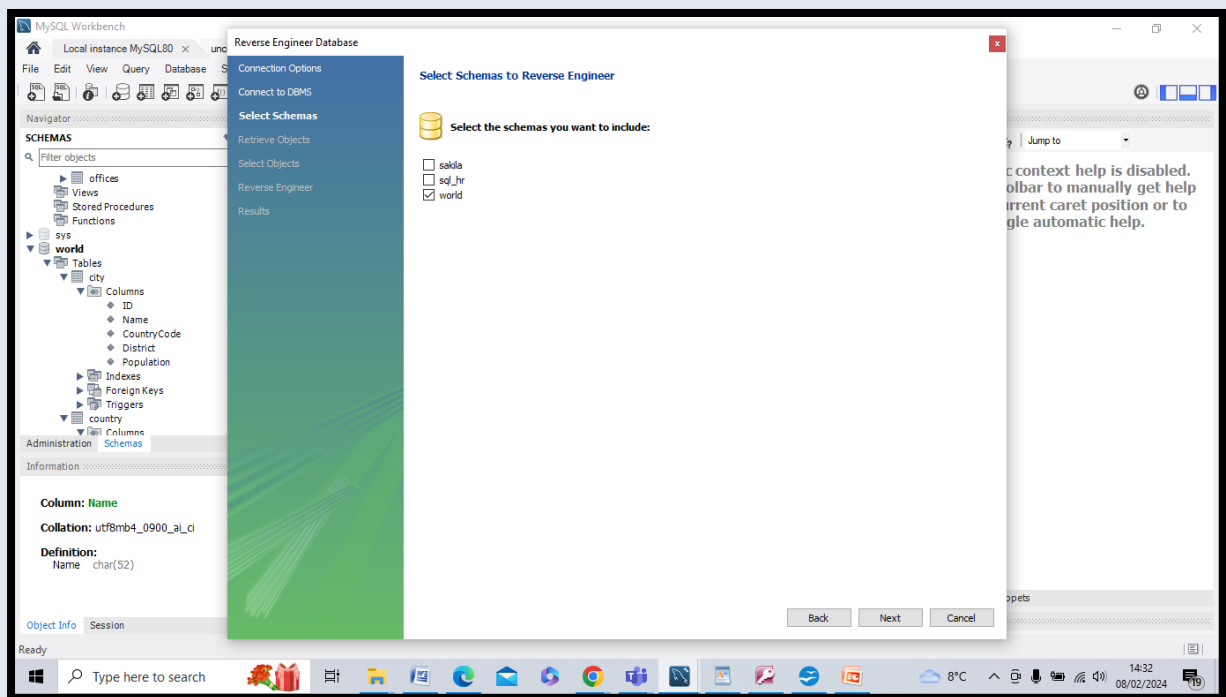 MySQL Workbench
Local instance MySQL80 ×
unc
File Edit View Query Database S
Navigator
SCHEMAS
Filter objects
offices
Views
Stored Procedures
Functions
sys
world
Tables
city
Columns
ID
Name
CountryCode
District
Population
Indexes
Foreign Keys
Triggers
country
Columns
Administration Schemas
Information
Column: Name
Collation: utf8mb4_0900_ai_ci
Definition:
Name char(52)
Object Info Session
Ready
Reverse Engineer Database
x
Connection Options
Connect to DBMS
Select Schemas
Retrieve Objects
Select Objects
Reverse Engineer
Results
Select Schemas to Reverse Engineer
Select the schemas you want to include:
sakila
sql_hr
world
Back Next Cancel
Jump to
c context help is disabled.
olbar to manually get help
urrent caret position or to
gle automatic help.
ppets
Type here to search
8°C
14:32
08/02/2024
19